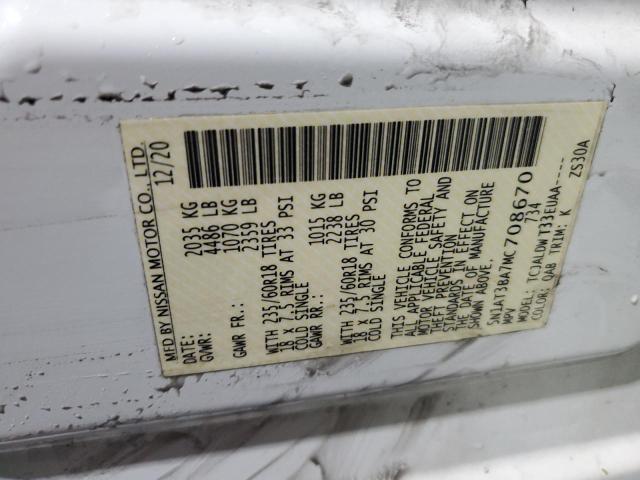 MFD BY NISSAN MOTOR CO., LTD.
DATE: 12/20
GVWR: 2035 KG
4486 LB
GAWR FR.: 1070 KG
2359 LB
WITH 235/60R18 TIRES
18 X 7.5 RIMS AT 33 PSI
COLD SINGLE
GAWR RR.: 1015 KG
2238 LB
WITH 235/60R18 TIRES
18 X 7.5 RIMS AT 30 PSI
COLD SINGLE
THIS VEHICLE CONFORMS TO
ALL APPLICABLE FEDERAL
MOTOR VEHICLE SAFETY AND
THEFT PREVENTION
STANDARDS IN EFFECT ON
THE DATE OF MANUFACTURE
SHOWN ABOVE.
5N1AT3BA7MC708670
MPV 734
MODEL: TCJALDWT33EUAA-----
COLOR: QAB TRIM: K ZS30A